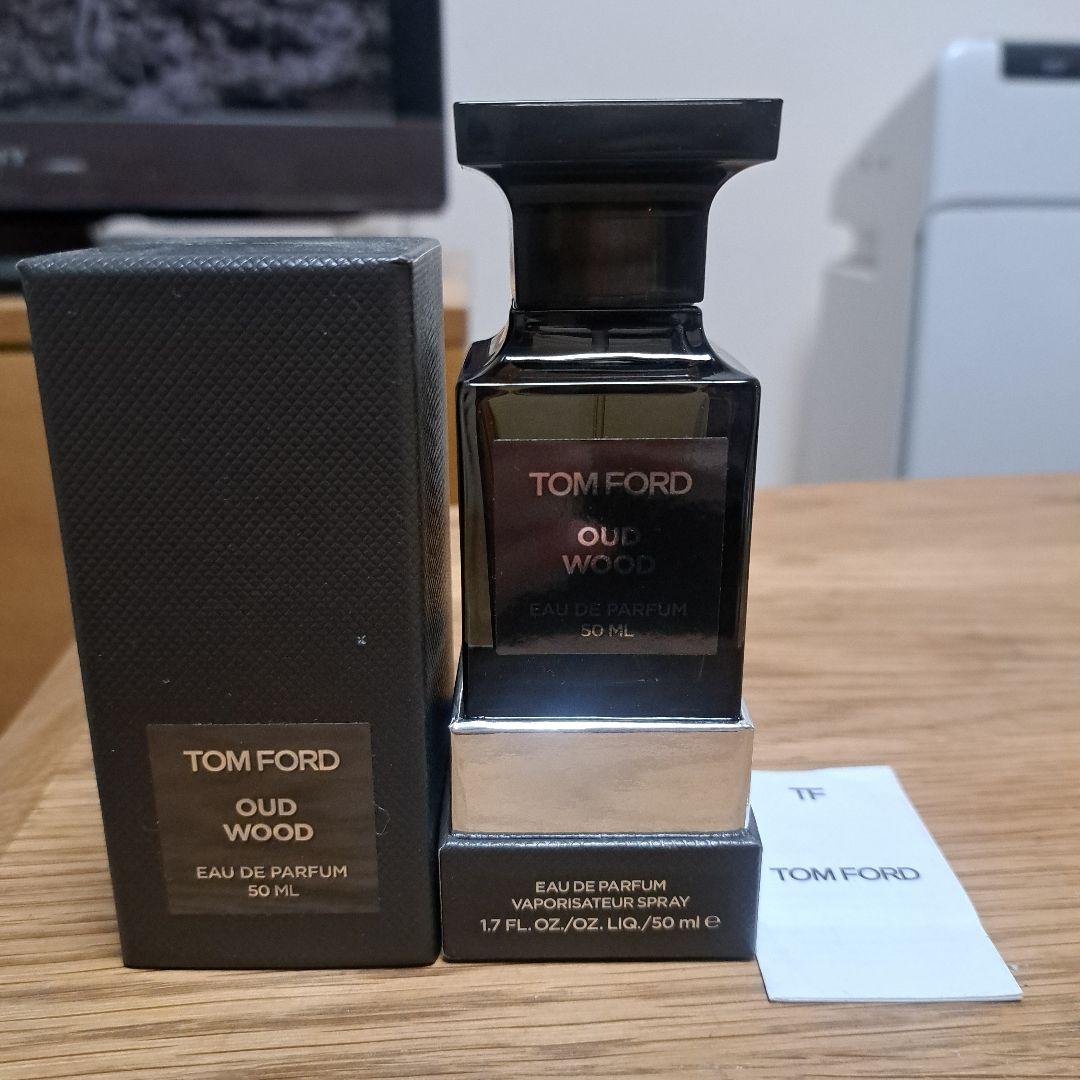 TOM FORD
OUD
WOOD
EAU DE PARFUM
50 ML
TOM FORD
OUD
WOOD
EAU DE PARFUM
50 ML
EAU DE PARFUM
VAPORISATEUR SPRAY
1.7 FL. OZ./OZ. LIQ./50 ml ℮
TF
TOM FORD